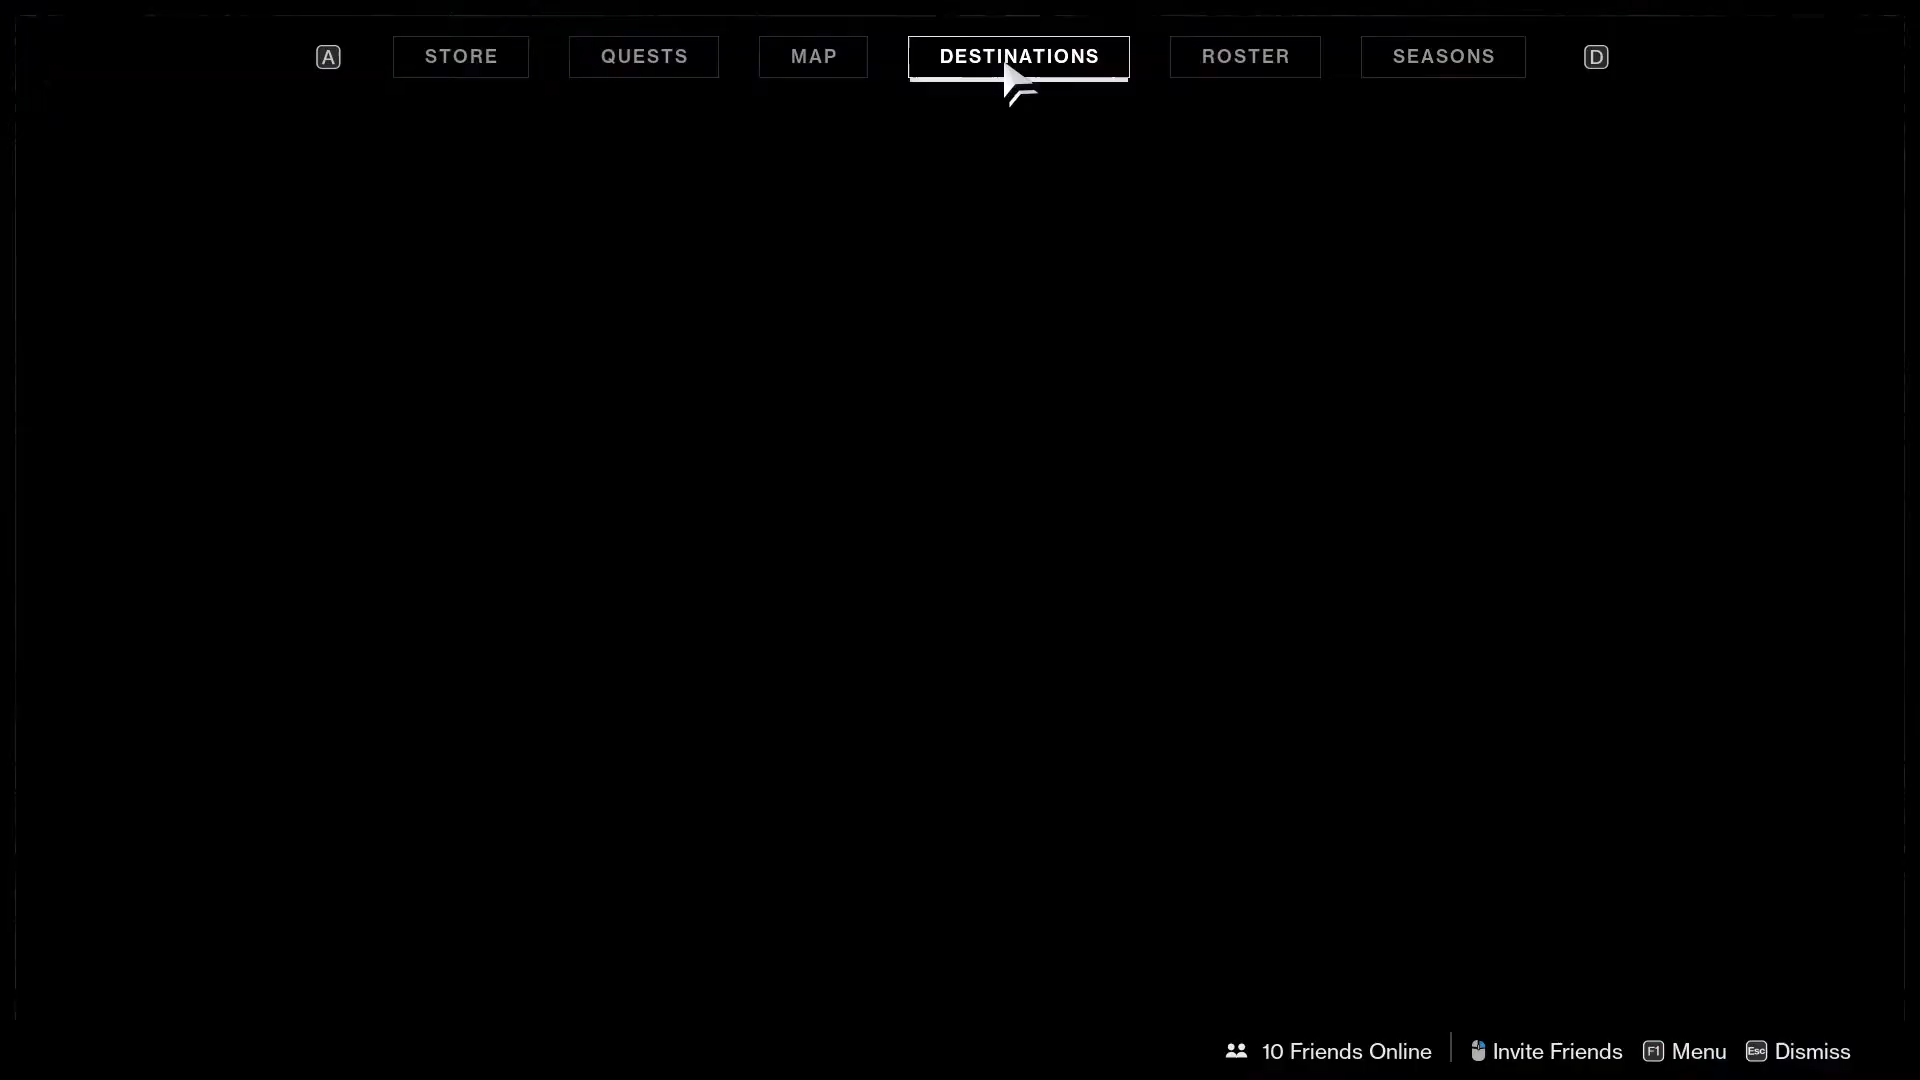 A STORE QUESTS MAP DESTINATIONS ROSTER SEASONS D
10 Friends Online Invite Friends F1 Menu Esc Dismiss